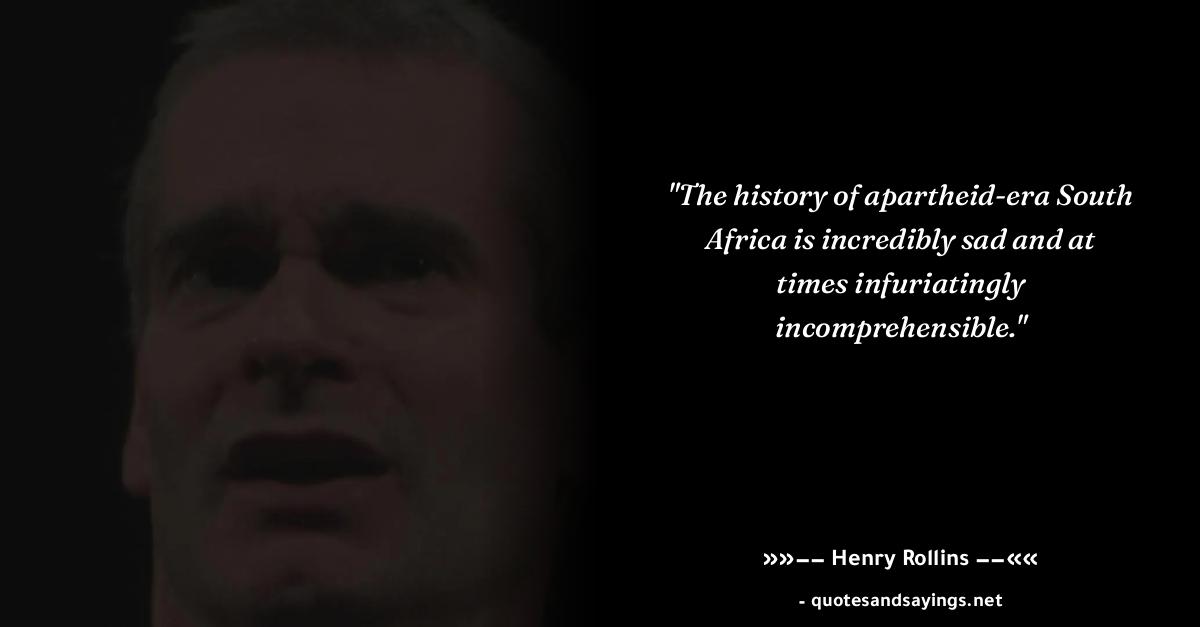 "The history of apartheid-era South
Africa is incredibly sad and at
times infuriatingly
incomprehensible."
»»–– Henry Rollins ––««
- quotesandsayings.net